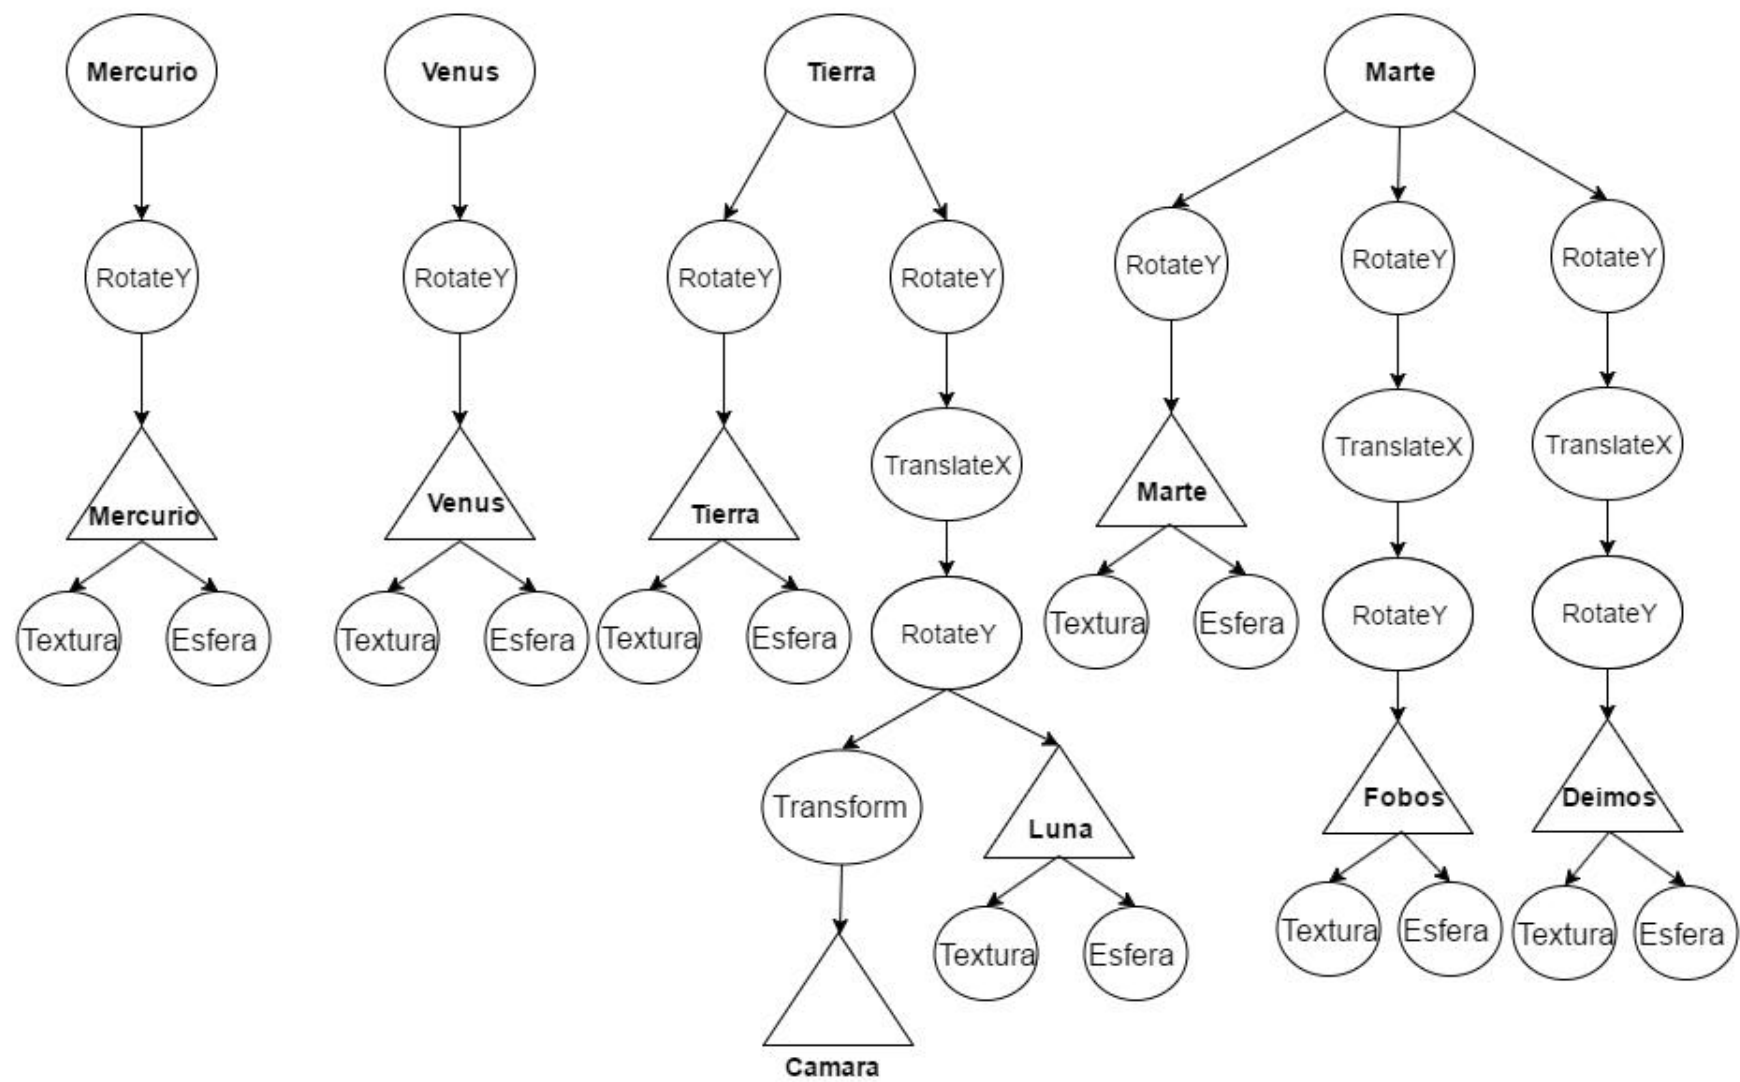 Mercurio
Venus
Tierra
Marte
RotateY
RotateY
RotateY
RotateY
RotateY
RotateY
RotateY
TranslateX
TranslateX
TranslateX
Mercurio
Venus
Tierra
Marte
Textura
Esfera
Textura
Esfera
Textura
Esfera
RotateY
Textura
Esfera
RotateY
RotateY
Transform
Luna
Fobos
Deimos
Textura
Esfera
Textura
Esfera
Textura
Esfera
Camara